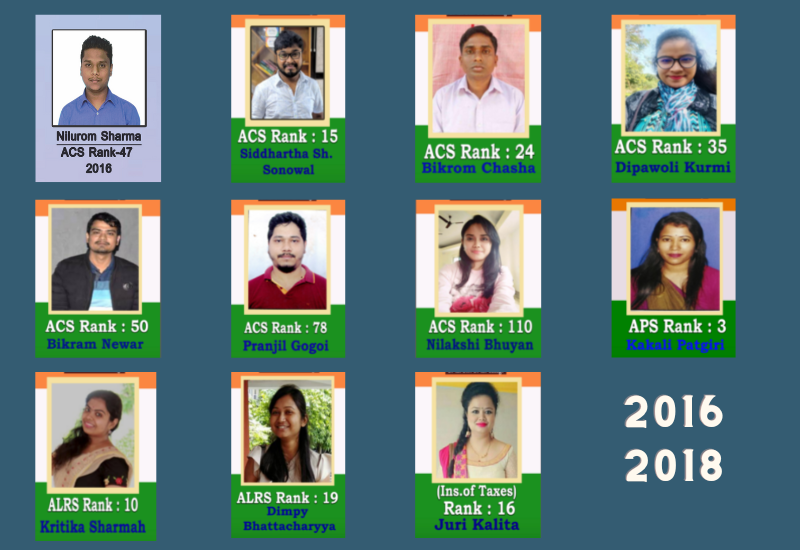 Nilurom Sharma
ACS Rank-47
2016
ACS Rank : 15
Siddhartha Sh.
Sonowal
ACS Rank : 24
Bikrom Chasha
ACS Rank : 35
Dipawoli Kurmi
ACS Rank : 50
Bikram Newar
ACS Rank : 78
Pranjil Gogoi
ACS Rank : 110
Nilakshi Bhuyan
APS Rank : 3
Kakali Patgiri
ALRS Rank : 10
Kritika Sharmah
ALRS Rank : 19
Dimpy
Bhattacharyya
(Ins.of Taxes)
Rank : 16
Juri Kalita
2016
2018